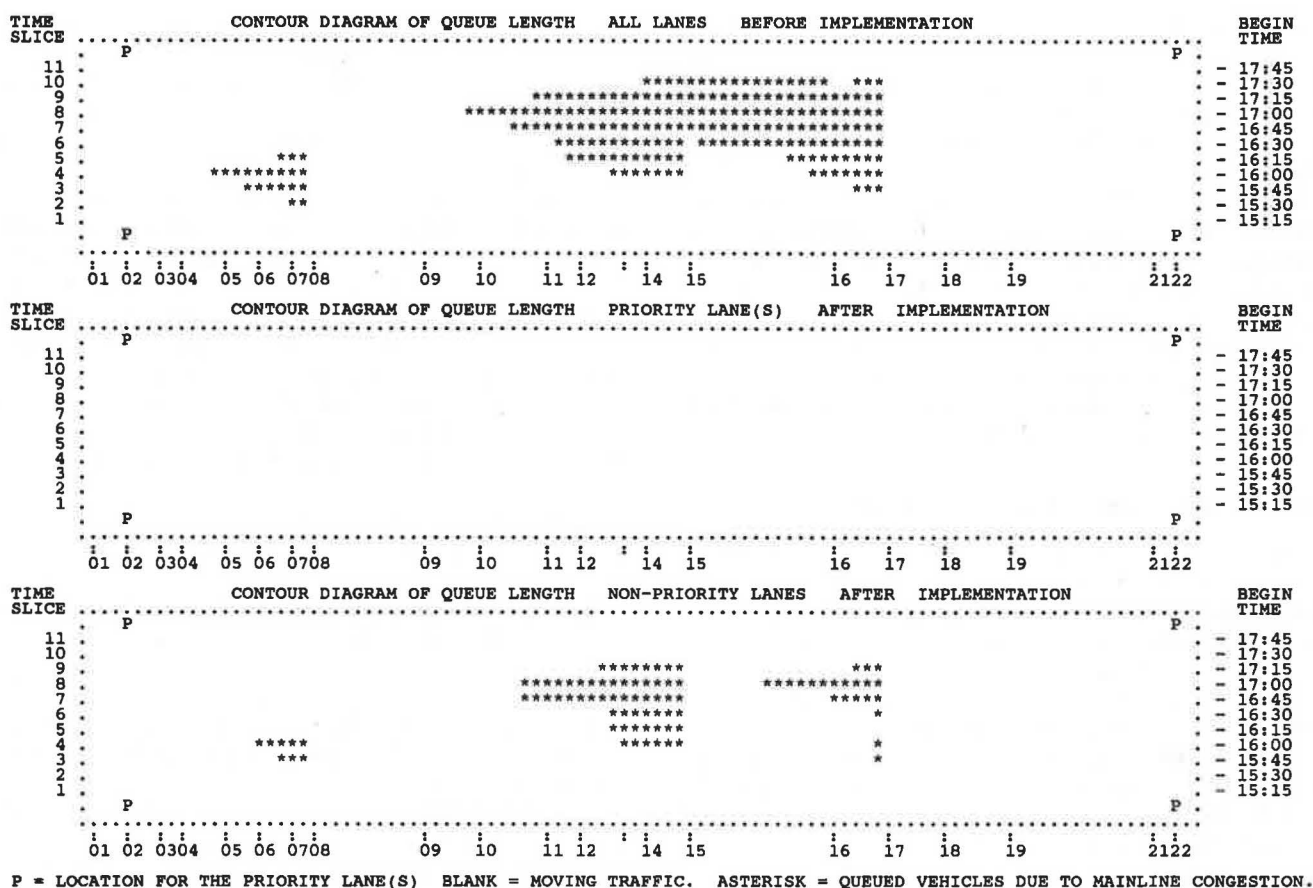 TIME SLICE CONTOUR DIAGRAM OF QUEUE LENGTH ALL LANES BEFORE IMPLEMENTATION BEGIN TIME
P P
11 - 17:45
10 ***************** *** - 17:30
9 ******************************** - 17:15
8 ************************************** - 17:00
7 ********************************** - 16:45
6 ************ ***************** - 16:30
5 *** *********** ********* - 16:15
4 ********* ******* ******* - 16:00
3 ****** *** - 15:45
2 ** - 15:30
1 - 15:15
P P
01 02 0304 05 06 0708 09 10 11 12 14 15 16 17 18 19 2122
TIME SLICE CONTOUR DIAGRAM OF QUEUE LENGTH PRIORITY LANE(S) AFTER IMPLEMENTATION BEGIN TIME
P P
11 - 17:45
10 - 17:30
9 - 17:15
8 - 17:00
7 - 16:45
6 - 16:30
5 - 16:15
4 - 16:00
3 - 15:45
2 - 15:30
1 - 15:15
P P
01 02 0304 05 06 0708 09 10 11 12 14 15 16 17 18 19 2122
TIME SLICE CONTOUR DIAGRAM OF QUEUE LENGTH NON-PRIORITY LANES AFTER IMPLEMENTATION BEGIN TIME
P P
11 - 17:45
10 - 17:30
9 ******** *** - 17:15
8 *************** *********** - 17:00
7 *************** ***** - 16:45
6 ******* * - 16:30
5 ******* - 16:15
4 ***** ****** * - 16:00
3 *** * - 15:45
2 - 15:30
1 - 15:15
P P
01 02 0304 05 06 0708 09 10 11 12 14 15 16 17 18 19 2122
P = LOCATION FOR THE PRIORITY LANE(S) BLANK = MOVING TRAFFIC. ASTERISK = QUEUED VEHICLES DUE TO MAINLINE CONGESTION.